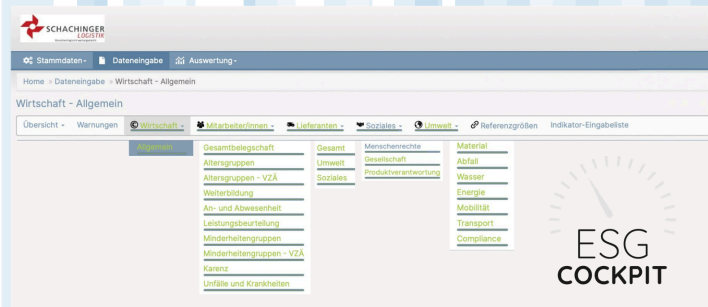 SCHACHINGER
LOGISTIK
Stammdaten Dateneingabe Auswertung
Home » Dateneingabe » Wirtschaft - Allgemein
Wirtschaft - Allgemein
Übersicht Warnungen Wirtschaft Mitarbeiter/innen Lieferanten Soziales Umwelt Referenzgrößen Indikator-Eingabeliste
Allgemein
Gesamtbelegschaft
Altersgruppen
Altersgruppen - VZÄ
Weiterbildung
An- und Abwesenheit
Leistungsbeurteilung
Minderheitengruppen
Minderheitengruppen - VZÄ
Karenz
Unfälle und Krankheiten
Gesamt
Umwelt
Soziales
Menschenrechte
Gesellschaft
Produktverantwortung
Material
Abfall
Wasser
Energie
Mobilität
Transport
Compliance
ESG
COCKPIT